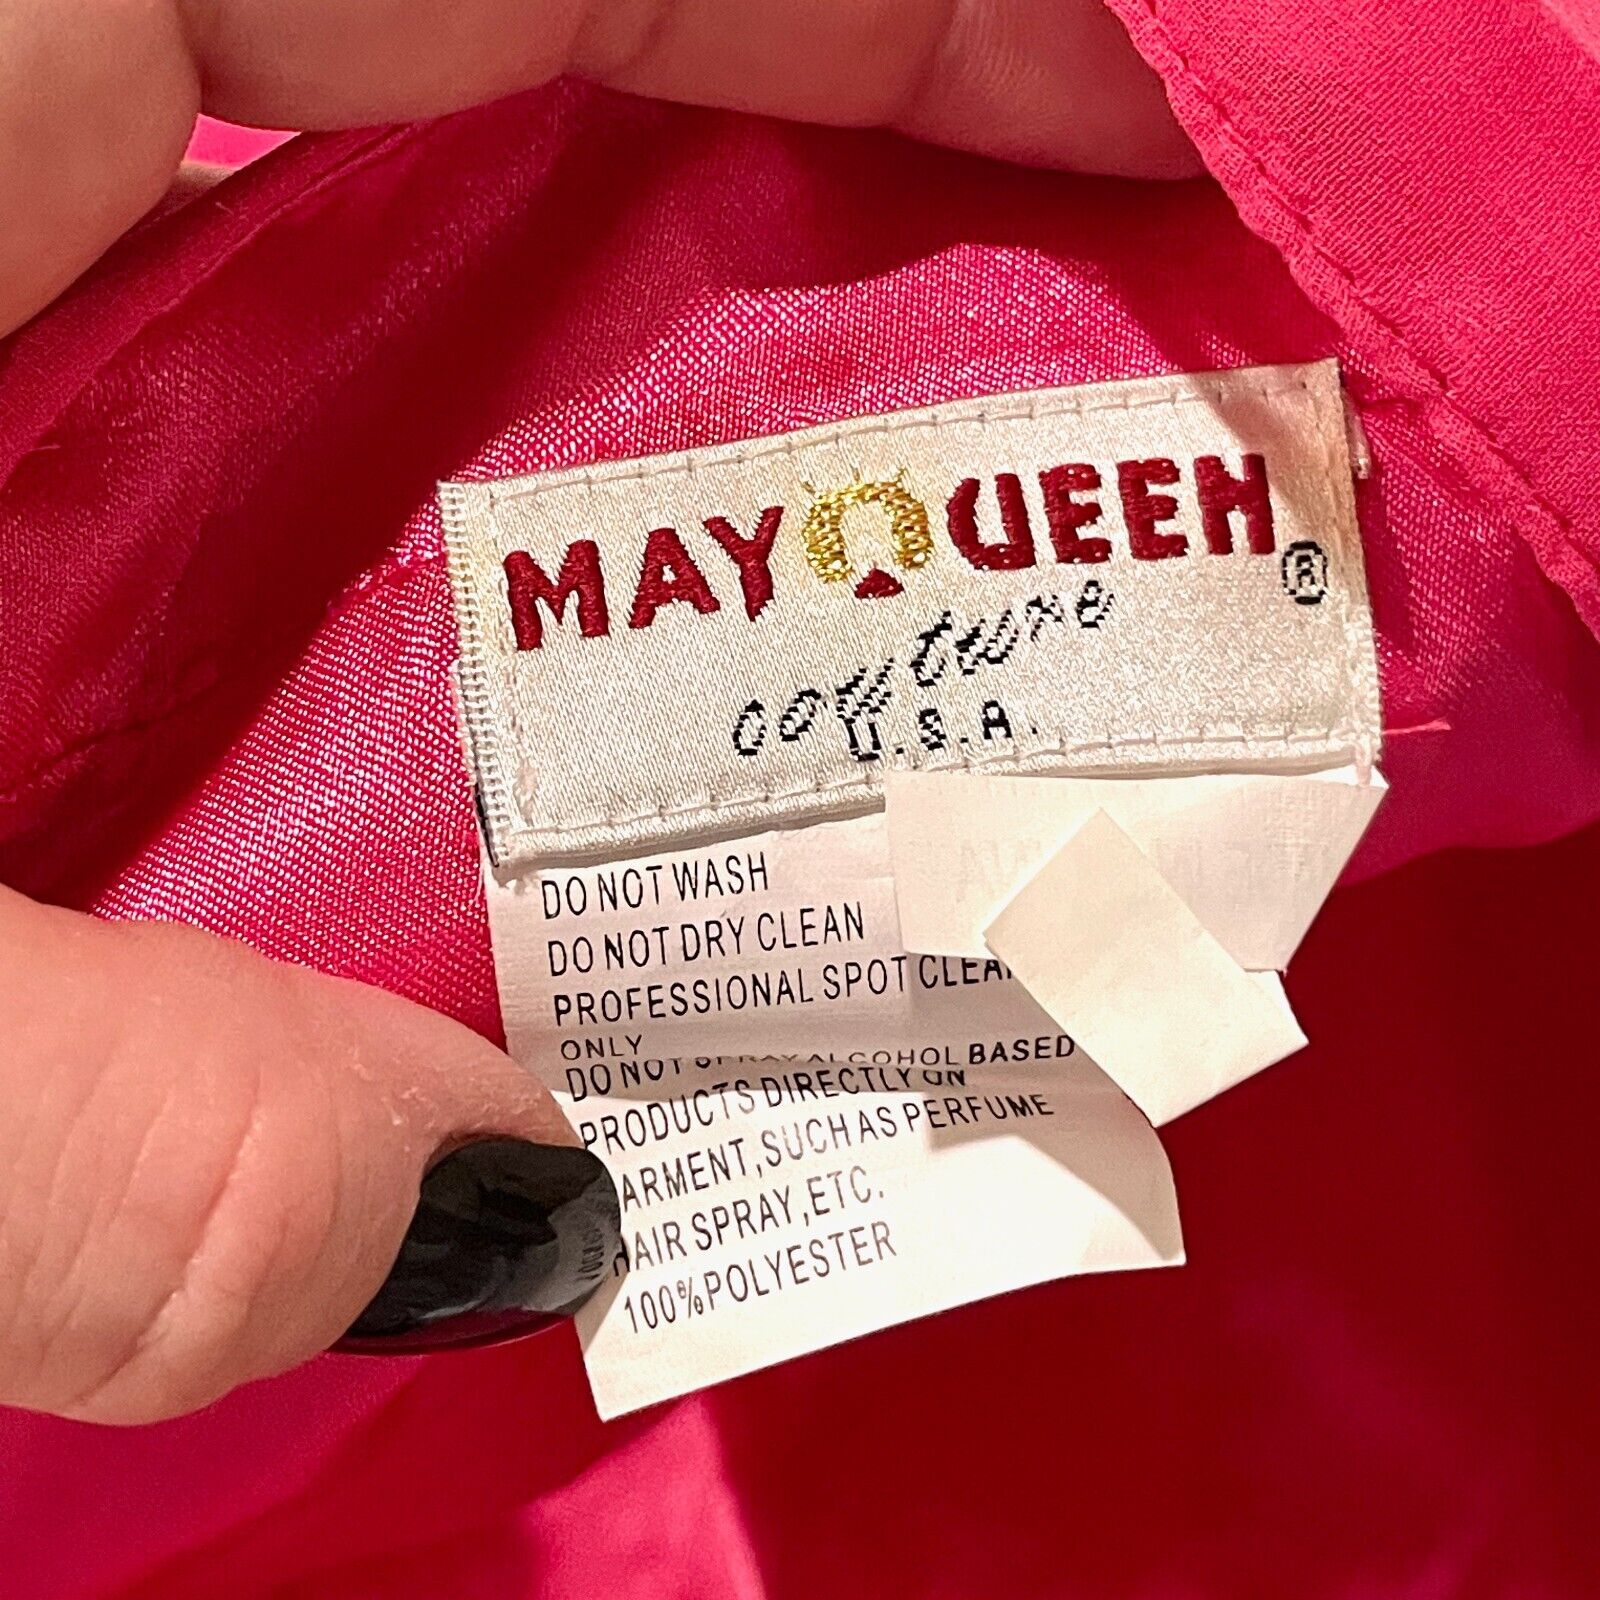 MAY QUEEN ®
couture
U.S.A.
DO NOT WASH
DO NOT DRY CLEAN
PROFESSIONAL SPOT CLEA
ONLY
DO NOT SPRAY ALCOHOL BASED
PRODUCTS DIRECTLY ON
ARMENT,SUCH AS PERFUME
HAIR SPRAY,ETC.
100%POLYESTER